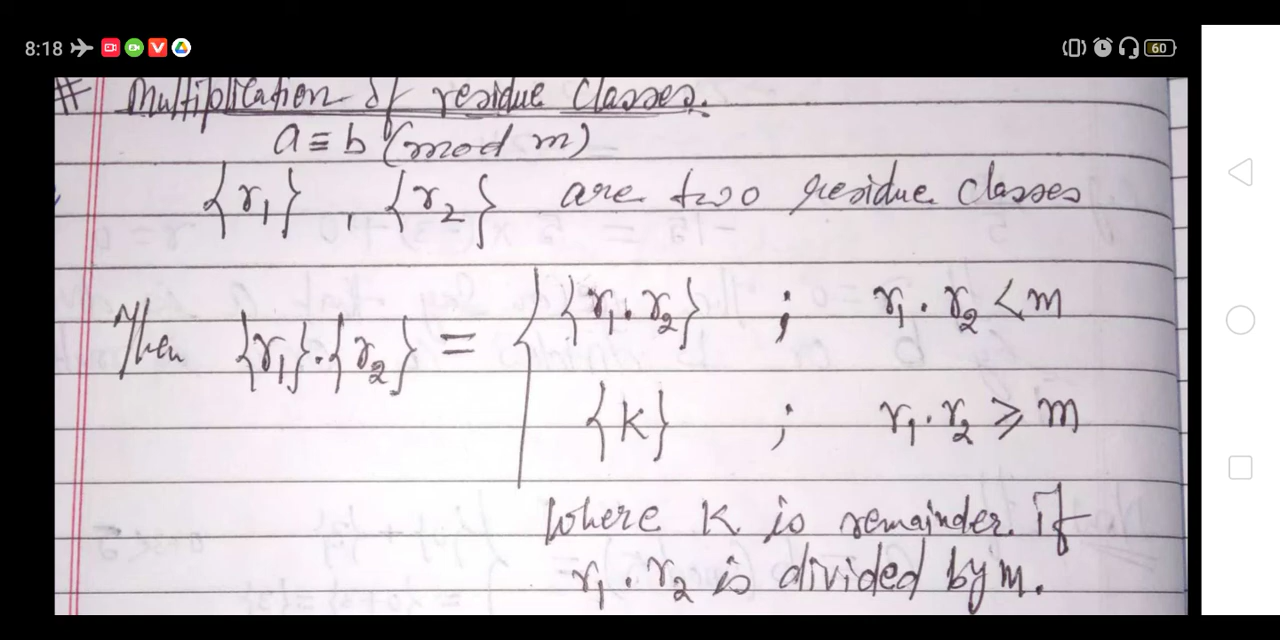 8:18
60
# Multiplication of residue classes.
a ≡ b (mod m)
{r₁} , {r₂} are two residue classes
Then {r₁}.{r₂} = { {r₁.r₂} ; r₁.r₂ < m
{k} ; r₁.r₂ ⩾ m
Where K is remainder if
r₁.r₂ is divided by m.